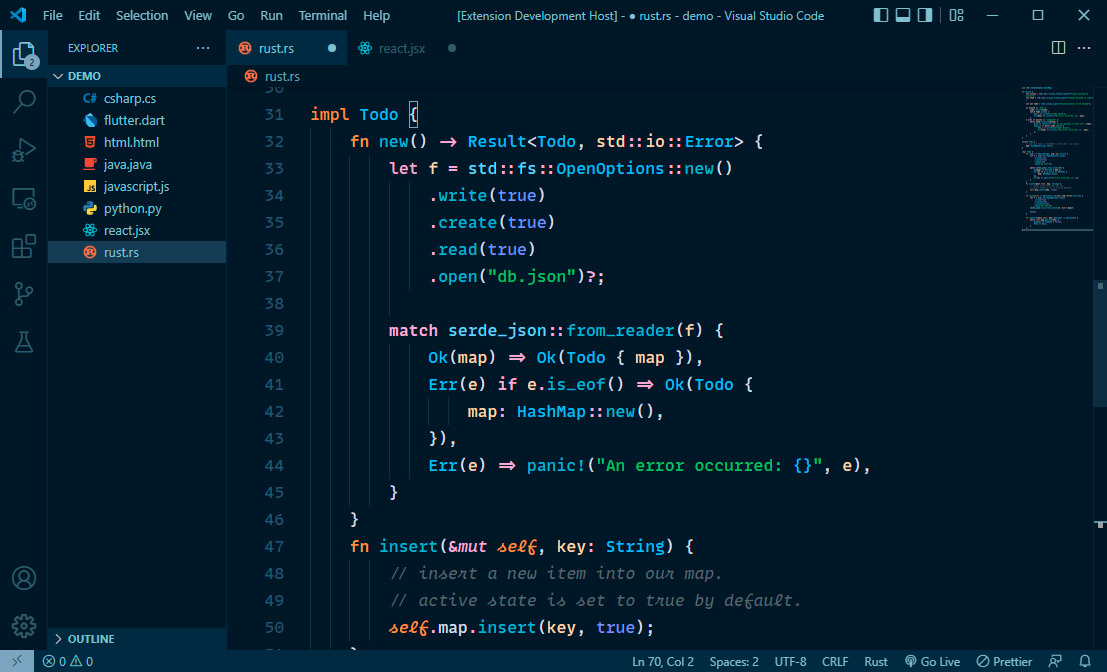 File Edit Selection View Go Run Terminal Help [Extension Development Host] - ● rust.rs - demo - Visual Studio Code
EXPLORER
rust.rs
react.jsx
2
DEMO
rust.rs
csharp.cs
flutter.dart
html.html
java.java
javascript.js
python.py
react.jsx
rust.rs
30
31 impl Todo {
32 fn new() -> Result<Todo, std::io::Error> {
33 let f = std::fs::OpenOptions::new()
34 .write(true)
35 .create(true)
36 .read(true)
37 .open("db.json")?;
38
39 match serde_json::from_reader(f) {
40 Ok(map) => Ok(Todo { map }),
41 Err(e) if e.is_eof() => Ok(Todo {
42 map: HashMap::new(),
43 }),
44 Err(e) => panic!("An error occurred: {}", e),
45 }
46 }
47 fn insert(&mut self, key: String) {
48 // insert a new item into our map.
49 // active state is set to true by default.
50 self.map.insert(key, true);
OUTLINE
0 0 Ln 70, Col 2 Spaces: 2 UTF-8 CRLF Rust Go Live Prettier